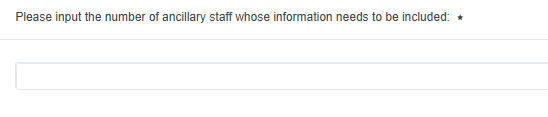 Please input the number of ancillary staff whose information needs to be included: *